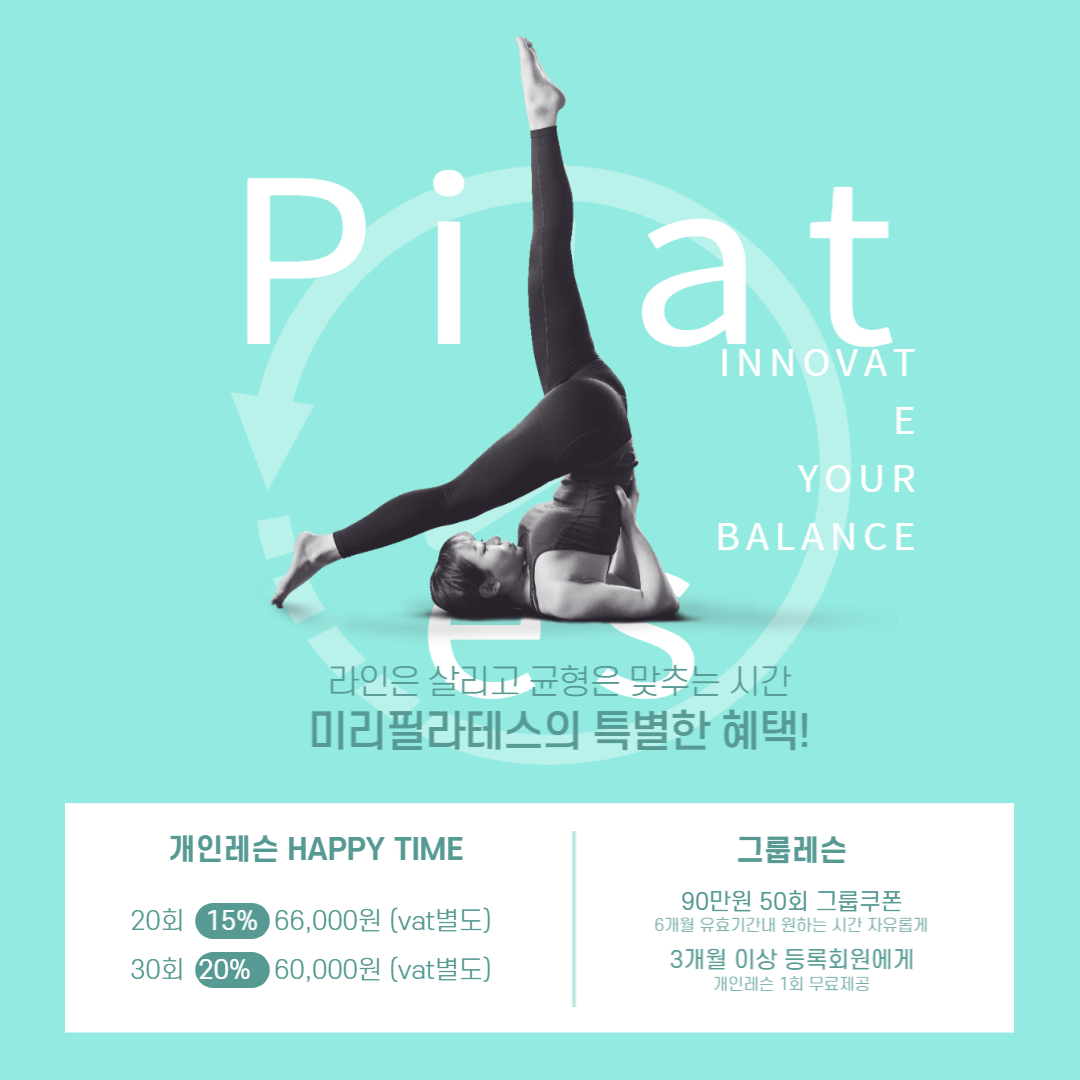 Pi at
INNOVAT
E
YOUR
BALANCE
es
라인은 살리고 균형은 맞추는 시간
미리필라테스의 특별한 혜택!
개인레슨 HAPPY TIME
20회 15% 66,000원 (vat별도)
30회 20% 60,000원 (vat별도)
그룹레슨
90만원 50회 그룹쿠폰
6개월 유효기간내 원하는 시간 자유롭게
3개월 이상 등록회원에게
개인레슨 1회 무료제공